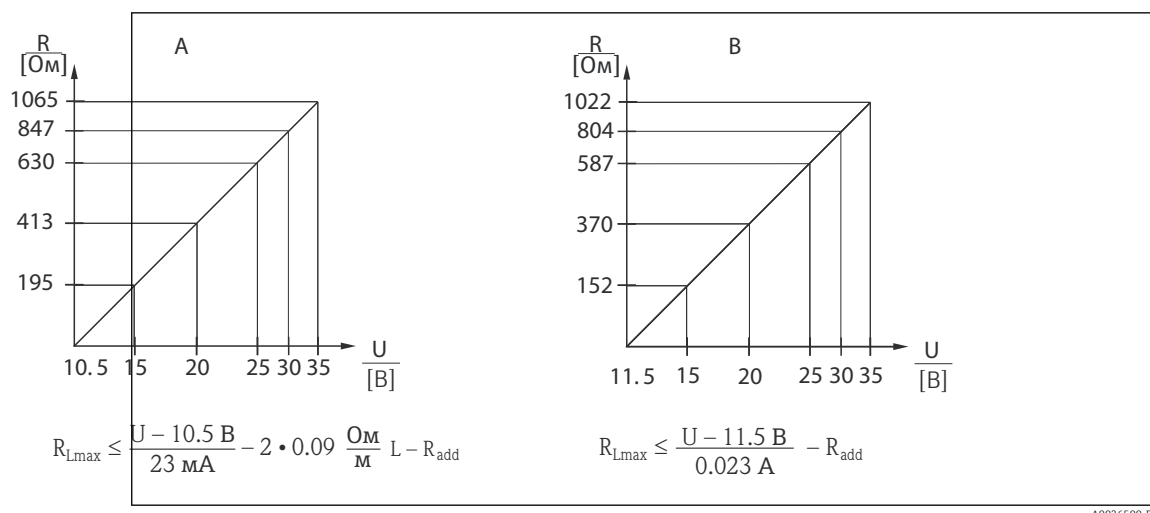 A
R
[Ом]
1065
847
630
413
195
10.5 15 20 25 30 35
U
[В]
R_Lmax ≤ U – 10.5 В / 23 мА – 2 • 0.09 Ом / м L – R_add
B
R
[Ом]
1022
804
587
370
152
11.5 15 20 25 30 35
U
[В]
R_Lmax ≤ U – 11.5 В / 0.023 А – R_add